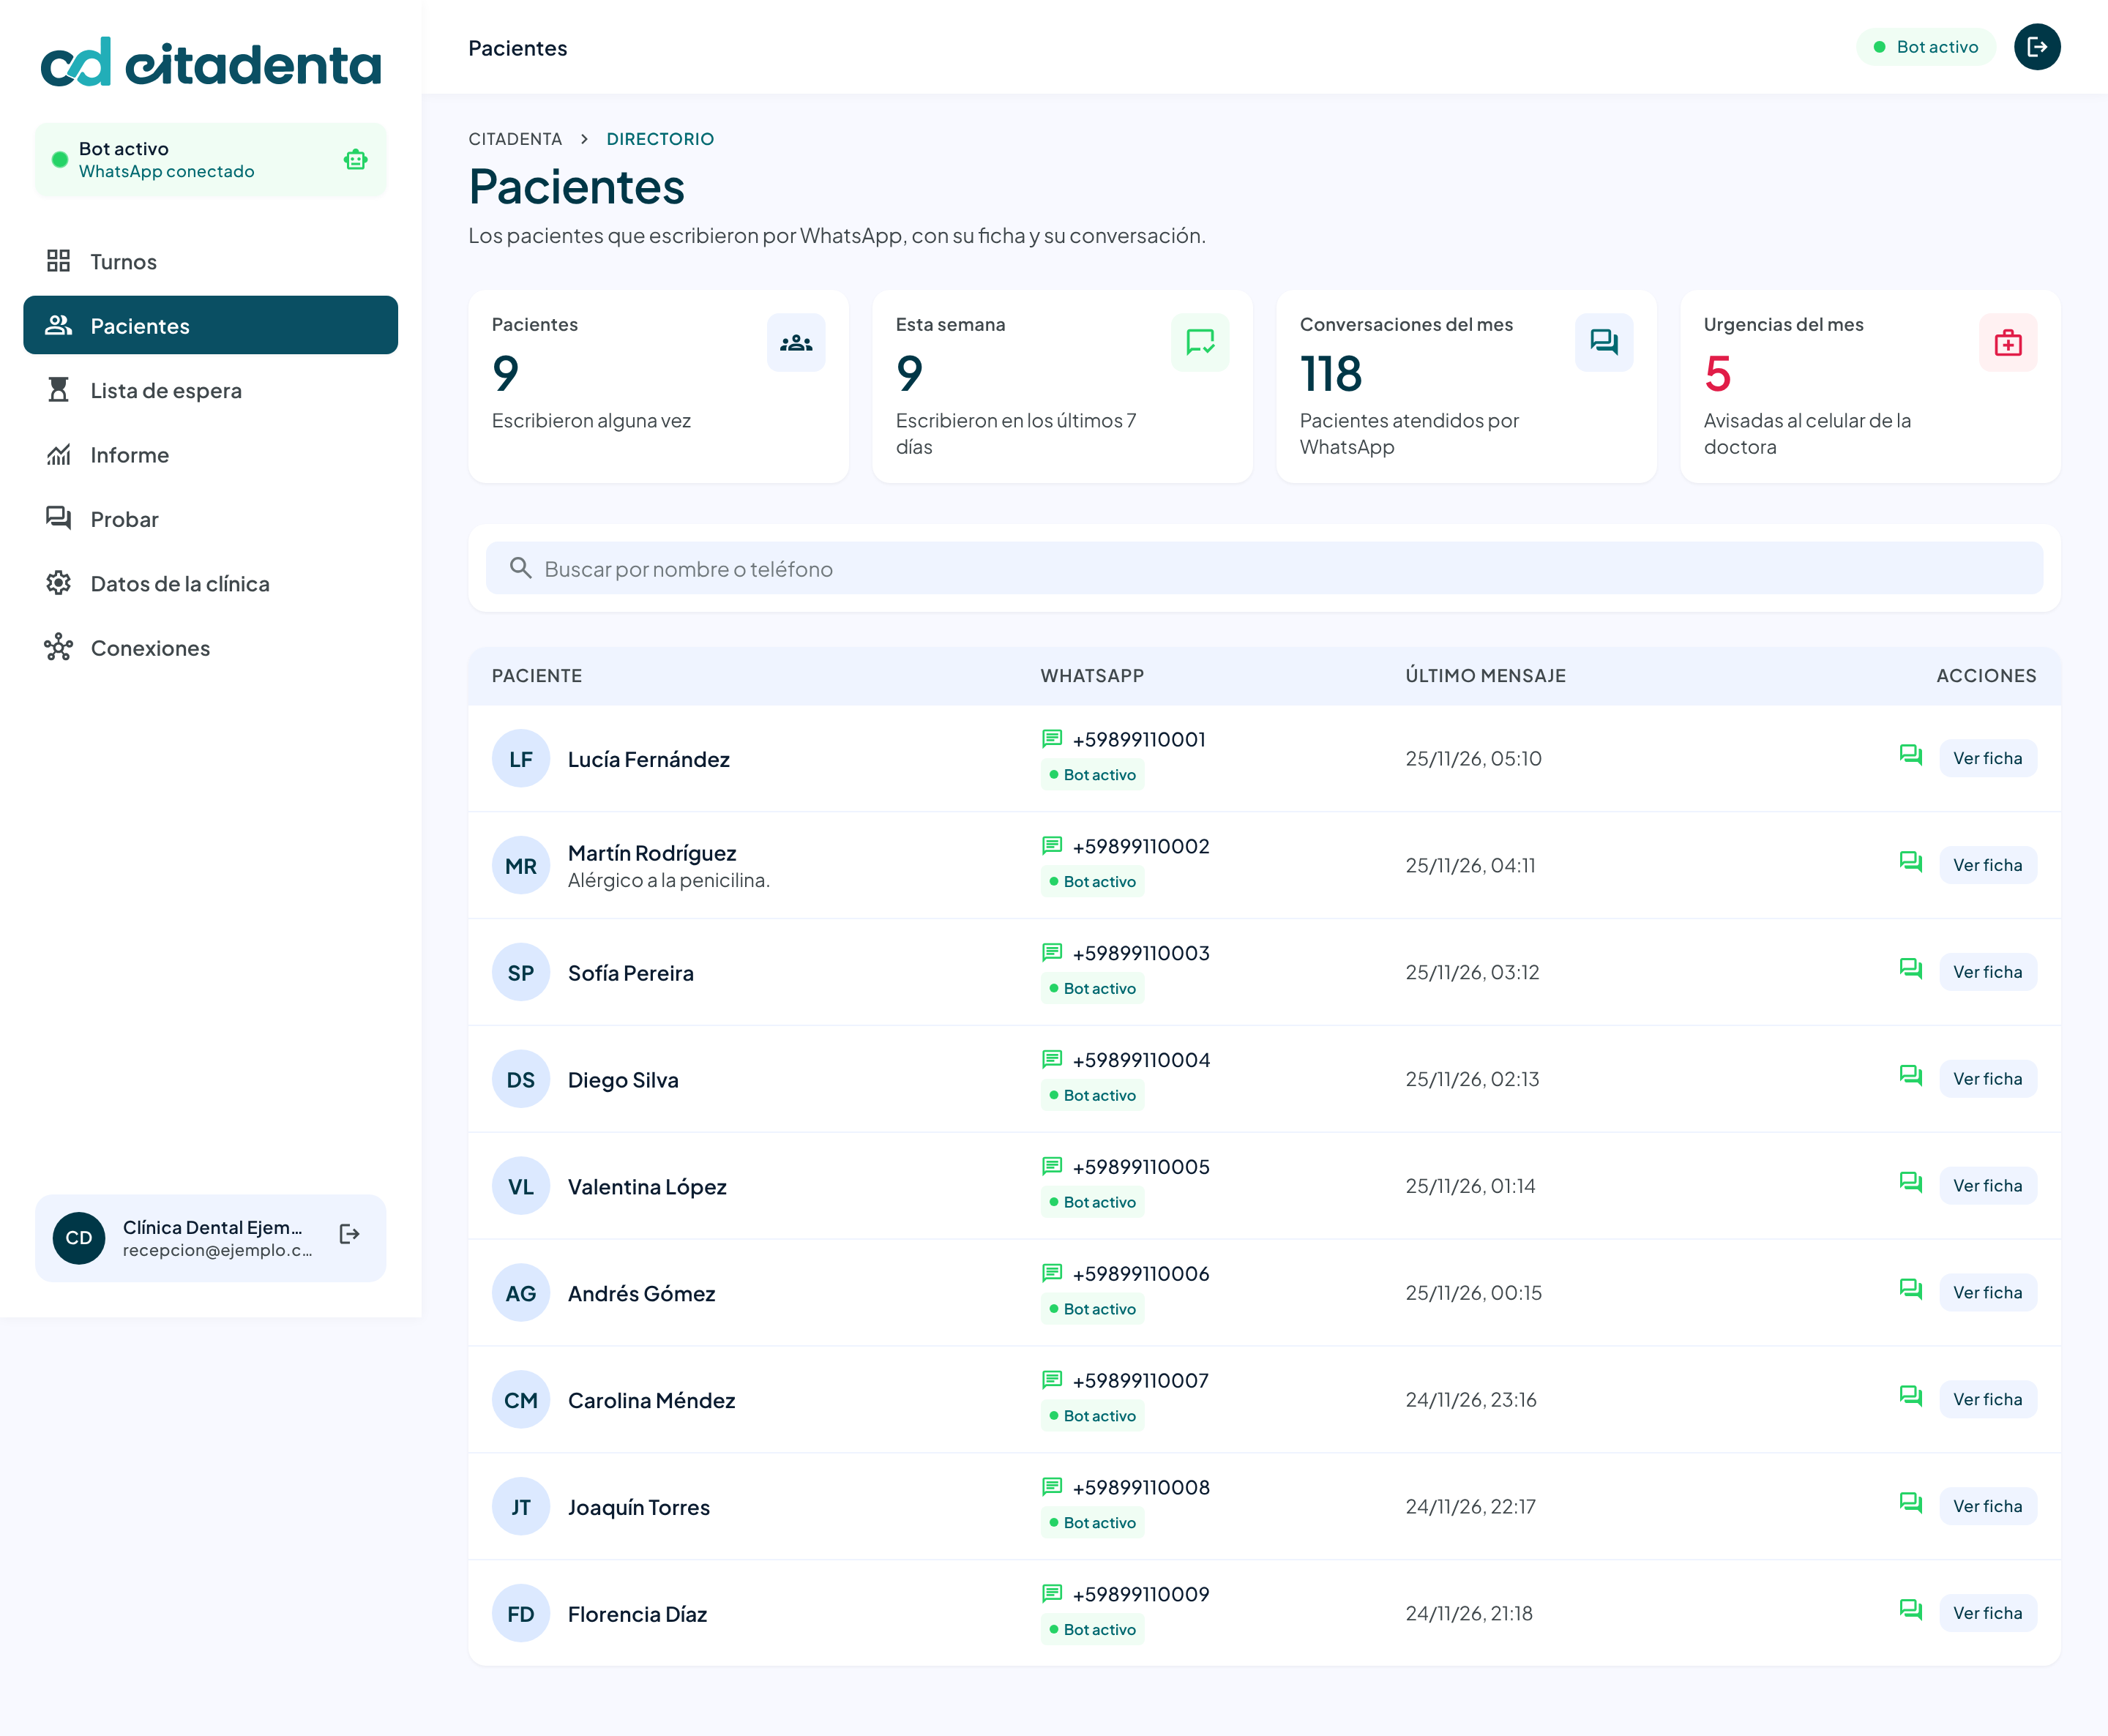 cd citadenta
Bot activo
WhatsApp conectado
Turnos
Pacientes
Lista de espera
Informe
Probar
Datos de la clínica
Conexiones
CD
Clínica Dental Ejem...
recepcion@ejemplo.c...
Pacientes
Bot activo
CITADENTA > DIRECTORIO
Pacientes
Los pacientes que escribieron por WhatsApp, con su ficha y su conversación.
Pacientes
9
Escribieron alguna vez
Esta semana
9
Escribieron en los últimos 7
días
Conversaciones del mes
118
Pacientes atendidos por
WhatsApp
Urgencias del mes
5
Avisadas al celular de la
doctora
Buscar por nombre o teléfono
PACIENTE WHATSAPP ÚLTIMO MENSAJE ACCIONES
LF Lucía Fernández +59899110001 25/11/26, 05:10 Ver ficha
Bot activo
MR Martín Rodríguez +59899110002 25/11/26, 04:11 Ver ficha
Alérgico a la penicilina. Bot activo
SP Sofía Pereira +59899110003 25/11/26, 03:12 Ver ficha
Bot activo
DS Diego Silva +59899110004 25/11/26, 02:13 Ver ficha
Bot activo
VL Valentina López +59899110005 25/11/26, 01:14 Ver ficha
Bot activo
AG Andrés Gómez +59899110006 25/11/26, 00:15 Ver ficha
Bot activo
CM Carolina Méndez +59899110007 24/11/26, 23:16 Ver ficha
Bot activo
JT Joaquín Torres +59899110008 24/11/26, 22:17 Ver ficha
Bot activo
FD Florencia Díaz +59899110009 24/11/26, 21:18 Ver ficha
Bot activo